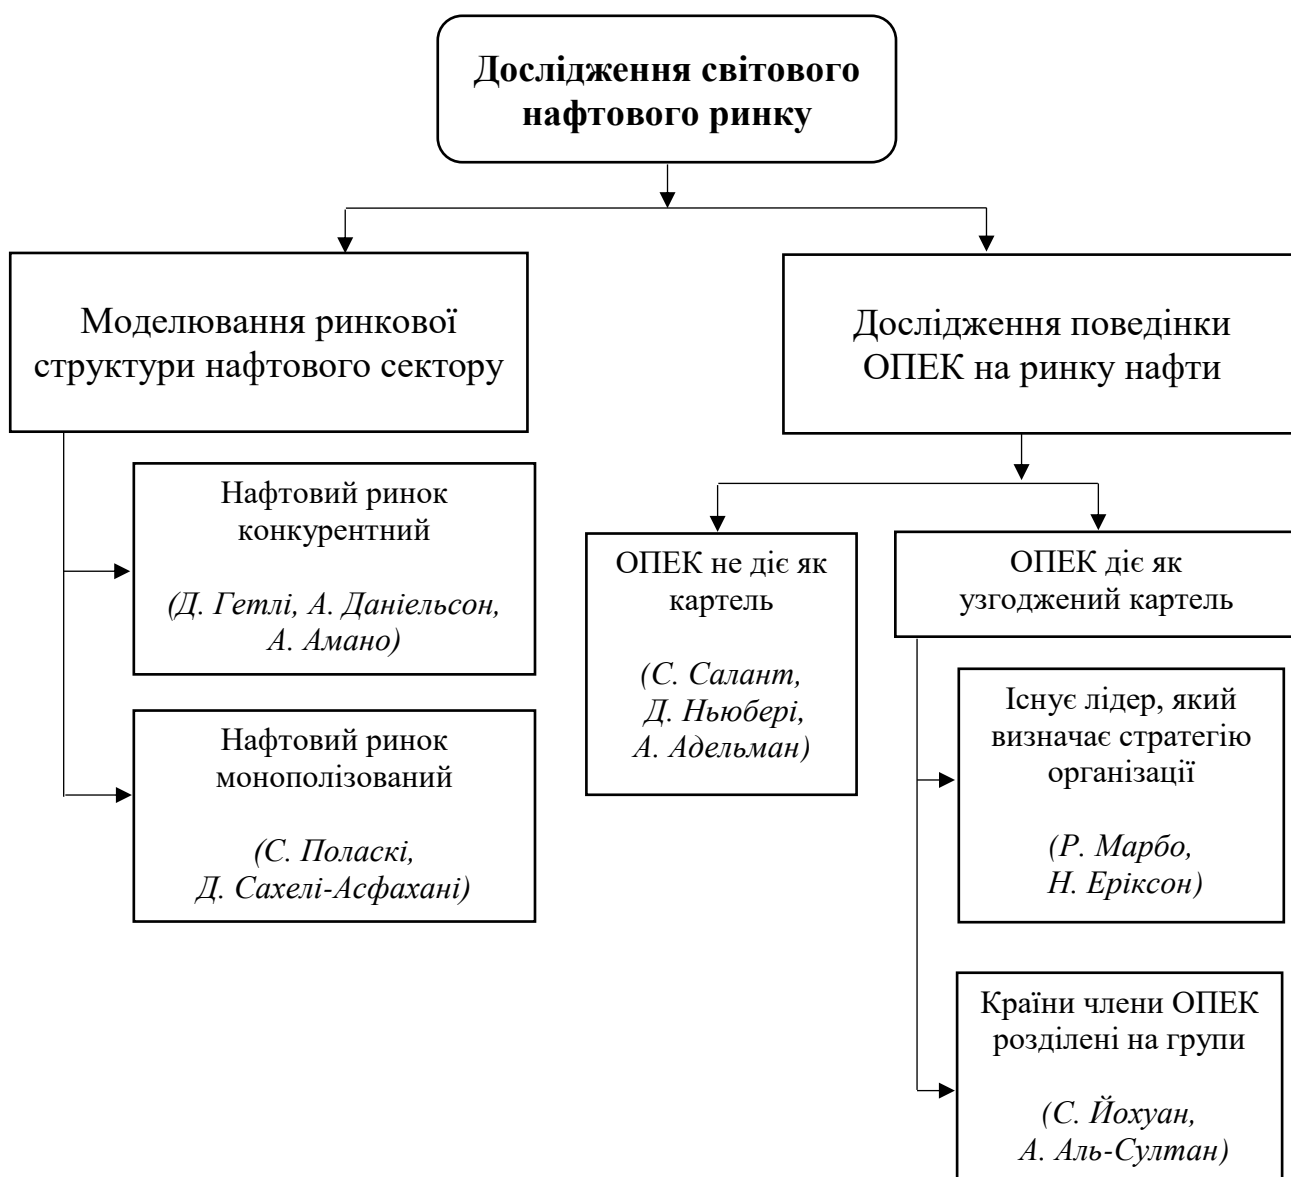 Дослідження світового
нафтового ринку
Моделювання ринкової
структури нафтового сектору
Дослідження поведінки
ОПЕК на ринку нафти
Нафтовий ринок
конкурентний
(Д. Гетлі, А. Даніельсон,
А. Амано)
Нафтовий ринок
монополізований
(С. Поласкі,
Д. Сахелі-Асфахані)
ОПЕК не діє як
картель
(С. Салант,
Д. Ньюбері,
А. Адельман)
ОПЕК діє як
узгоджений картель
Існує лідер, який
визначає стратегію
організації
(Р. Марбо,
Н. Еріксон)
Країни члени ОПЕК
розділені на групи
(С. Йохуан,
А. Аль-Султан)